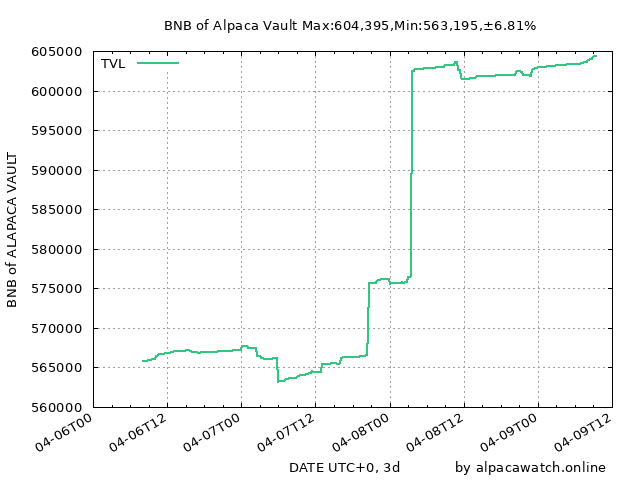 BNB of Alpaca Vault Max:604,395,Min:563,195,±6.81%
TVL
605000
600000
595000
590000
585000
580000
575000
570000
565000
560000
BNB of ALAPACA VAULT
04-06T00
04-06T12
04-07T00
04-07T12
04-08T00
04-08T12
04-09T00
04-09T12
DATE UTC+0, 3d
by alpacawatch.online